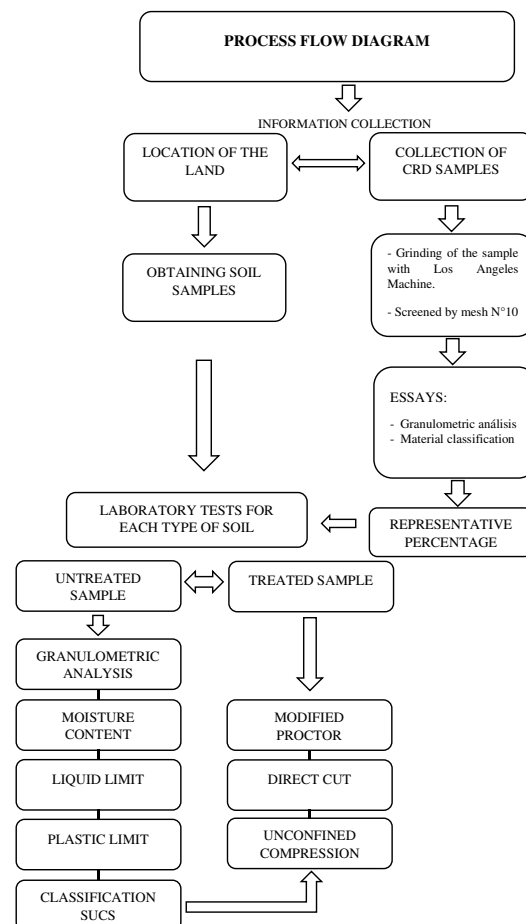 PROCESS FLOW DIAGRAM
INFORMATION COLLECTION
LOCATION OF THE
LAND
COLLECTION OF
CRD SAMPLES
OBTAINING SOIL
SAMPLES
- Grinding of the sample
with Los Angeles
Machine.
- Screened by mesh N°10
ESSAYS:
- Granulometric análisis
- Material classification
LABORATORY TESTS FOR
EACH TYPE OF SOIL
REPRESENTATIVE
PERCENTAGE
UNTREATED
SAMPLE
TREATED SAMPLE
GRANULOMETRIC
ANALYSIS
MOISTURE
CONTENT
LIQUID LIMIT
PLASTIC LIMIT
CLASSIFICATION
SUCS
MODIFIED
PROCTOR
DIRECT CUT
UNCONFINED
COMPRESSION